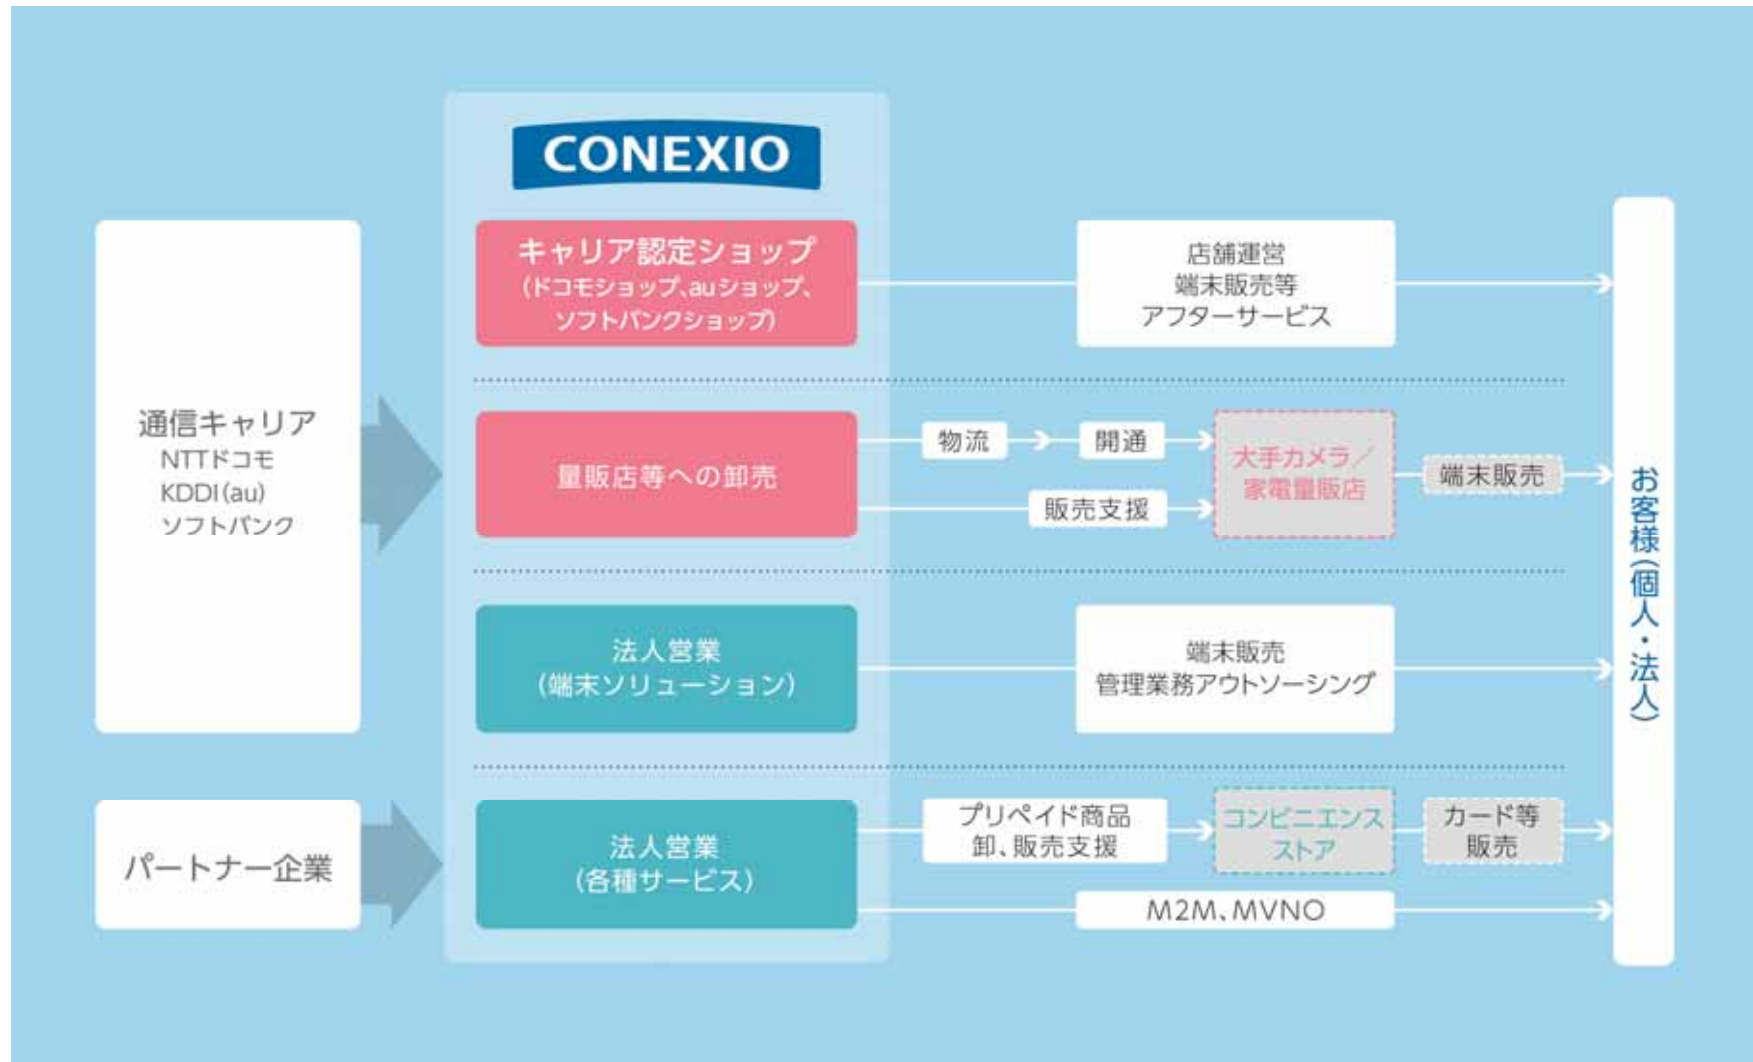 CONEXIO
通信キャリア
NTTドコモ
KDDI(au)
ソフトバンク
パートナー企業
キャリア認定ショップ
(ドコモショップ、auショップ、
ソフトバンクショップ)
店舗運営
端末販売等
アフターサービス
量販店等への卸売
物流
開通
販売支援
大手カメラ/
家電量販店
端末販売
法人営業
(端末ソリューション)
端末販売
管理業務アウトソーシング
法人営業
(各種サービス)
プリペイド商品
卸、販売支援
コンビニエンス
ストア
カード等
販売
M2M、MVNO
お客様(個人・法人)